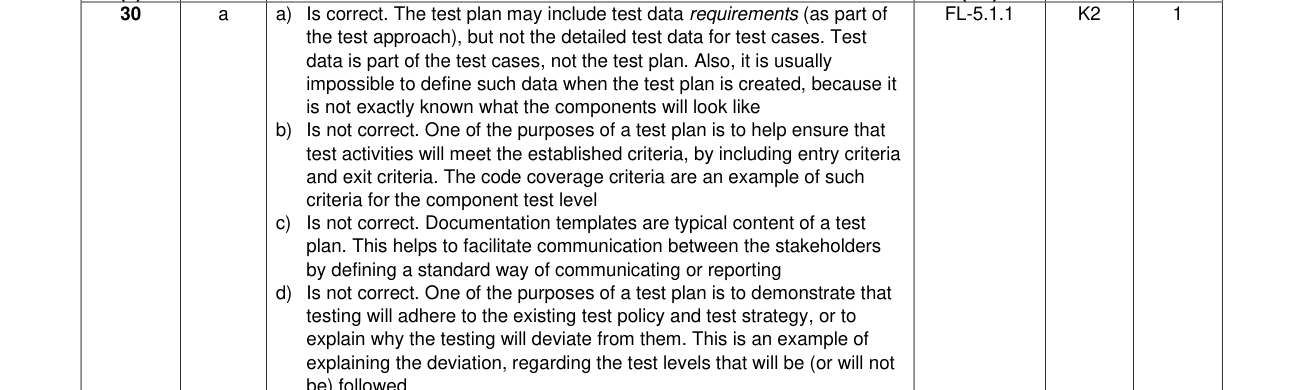 30 a a) Is correct. The test plan may include test data requirements (as part of FL-5.1.1 K2 1
the test approach), but not the detailed test data for test cases. Test
data is part of the test cases, not the test plan. Also, it is usually
impossible to define such data when the test plan is created, because it
is not exactly known what the components will look like
b) Is not correct. One of the purposes of a test plan is to help ensure that
test activities will meet the established criteria, by including entry criteria
and exit criteria. The code coverage criteria are an example of such
criteria for the component test level
c) Is not correct. Documentation templates are typical content of a test
plan. This helps to facilitate communication between the stakeholders
by defining a standard way of communicating or reporting
d) Is not correct. One of the purposes of a test plan is to demonstrate that
testing will adhere to the existing test policy and test strategy, or to
explain why the testing will deviate from them. This is an example of
explaining the deviation, regarding the test levels that will be (or will not
be) followed